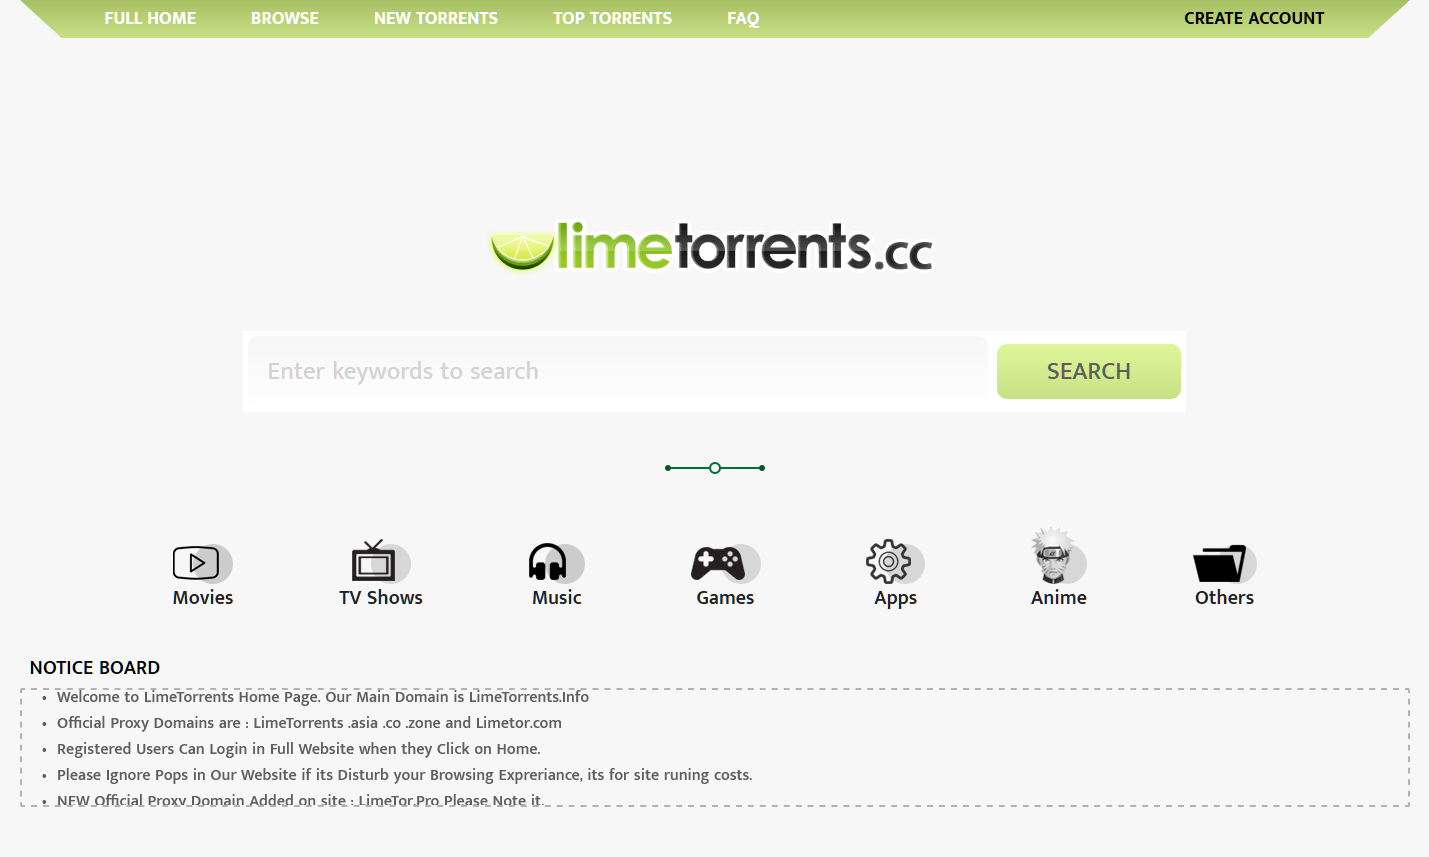 FULL HOME BROWSE NEW TORRENTS TOP TORRENTS FAQ CREATE ACCOUNT
limetorrents.cc
Enter keywords to search SEARCH
Movies TV Shows Music Games Apps Anime Others
NOTICE BOARD
• Welcome to LimeTorrents Home Page. Our Main Domain is LimeTorrents.Info
• Official Proxy Domains are : LimeTorrents .asia .co .zone and Limetor.com
• Registered Users Can Login in Full Website when they Click on Home.
• Please Ignore Pops in Our Website if its Disturb your Browsing Expreriance, its for site runing costs.
• NEW Official Proxy Domain Added on site : LimeTor.Pro Please Note it.